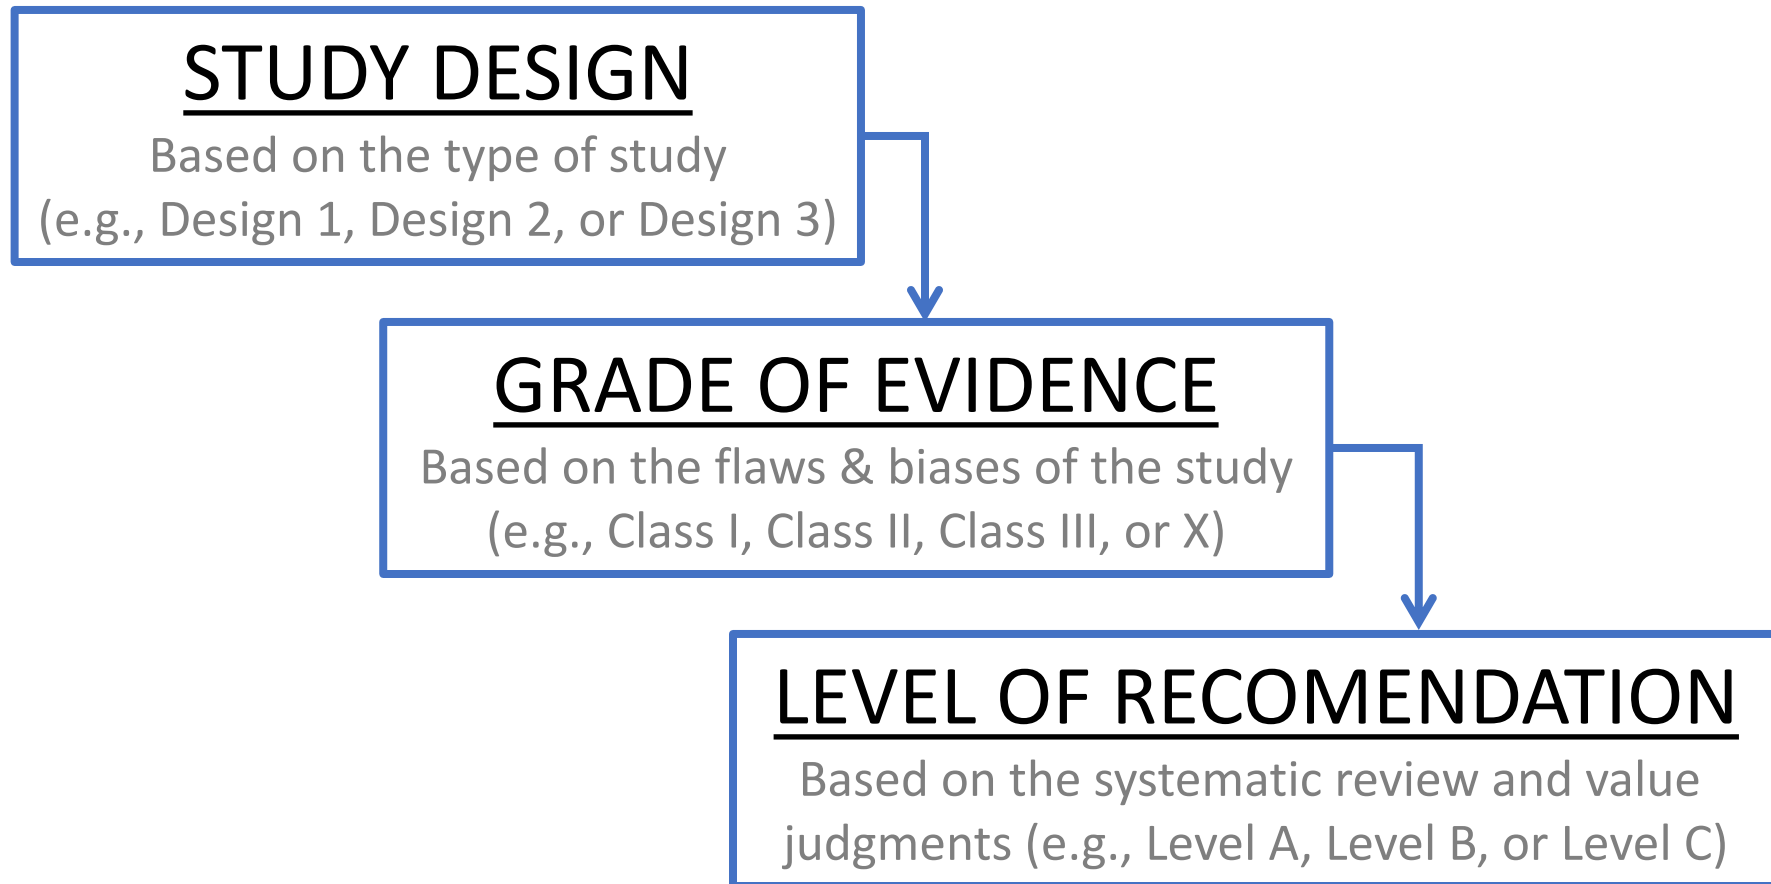 STUDY DESIGN
Based on the type of study
(e.g., Design 1, Design 2, or Design 3)
GRADE OF EVIDENCE
Based on the flaws & biases of the study
(e.g., Class I, Class II, Class III, or X)
LEVEL OF RECOMENDATION
Based on the systematic review and value
judgments (e.g., Level A, Level B, or Level C)